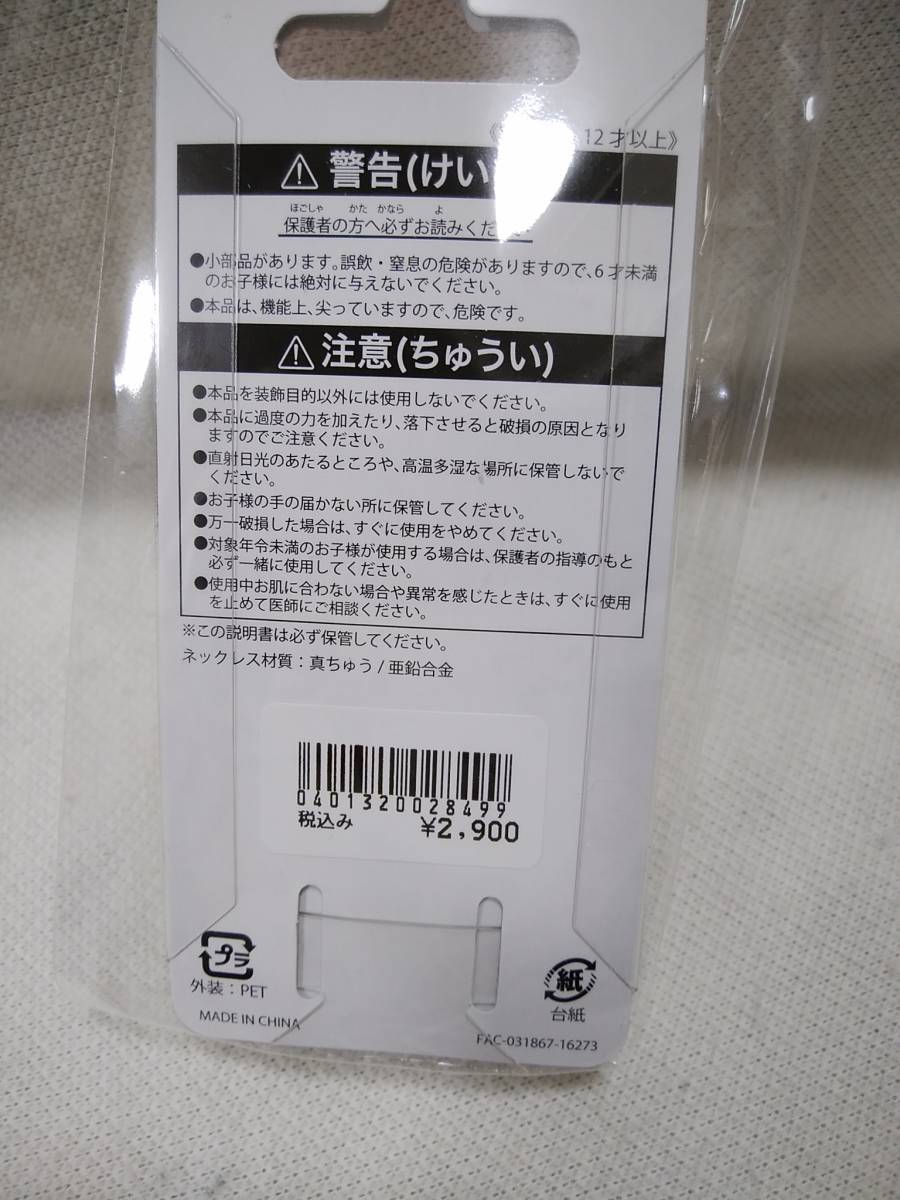 12才以上》
警告(けい
ほごしゃ かた かなら よ
保護者の方へ必ずお読みくだ
●小部品があります。誤飲・窒息の危険がありますので、6才未満
のお子様には絶対に与えないでください。
●本品は、機能上、尖っていますので、危険です。
注意(ちゅうい)
●本品を装飾目的以外には使用しないでください。
●本品に過度の力を加えたり、落下させると破損の原因となり
ますのでご注意ください。
●直射日光のあたるところや、高温多湿な場所に保管しないで
ください。
●お子様の手の届かない所に保管してください。
●万一破損した場合は、すぐに使用をやめてください。
●対象年令未満のお子様が使用する場合は、保護者の指導のもと
必ず一緒に使用してください。
●使用中お肌に合わない場合や異常を感じたときは、すぐに使用
を止めて医師にご相談ください。
※この説明書は必ず保管してください。
ネックレス材質：真ちゅう/亜鉛合金
0401320028499
税込み ¥2,900
プラ
外装：PET
紙
台紙
MADE IN CHINA
FAC-031867-16273